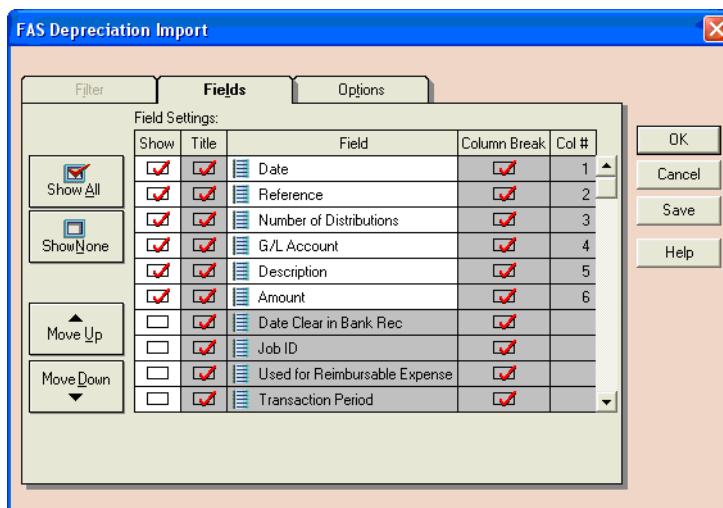 FAS Depreciation Import
Filter Fields Options
Field Settings:
Show Title Field Column Break Col #
Date 1
Reference 2
Number of Distributions 3
G/L Account 4
Description 5
Amount 6
Date Clear in Bank Rec
Job ID
Used for Reimbursable Expense
Transaction Period
Show All
Show None
Move Up
Move Down
OK
Cancel
Save
Help